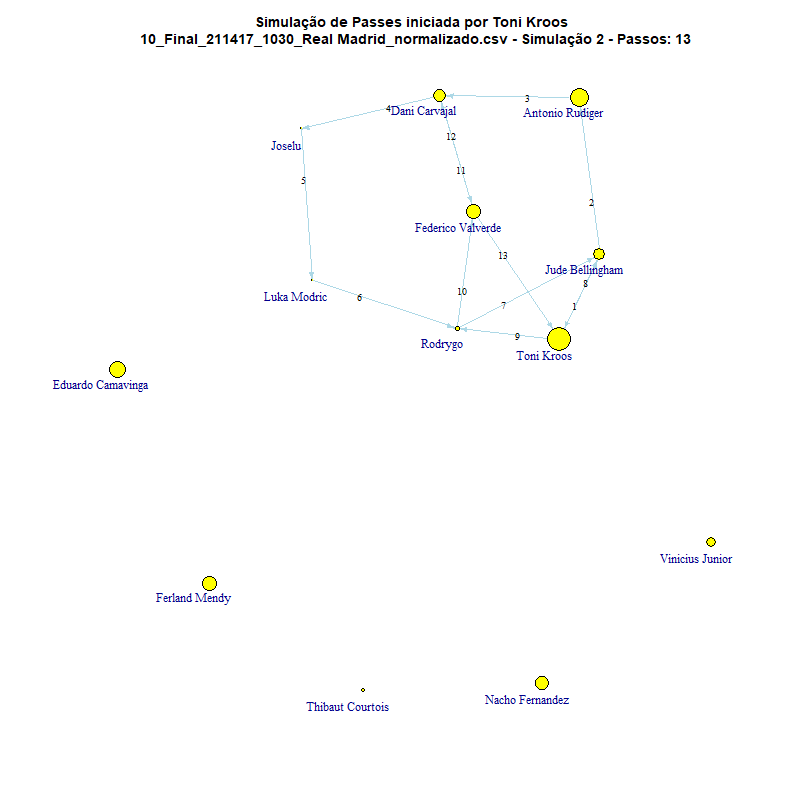 Simulação de Passes iniciada por Toni Kroos
10_Final_211417_1030_Real Madrid_normalizado.csv - Simulação 2 - Passos: 13
3
4
Dani Carvajal
Antonio Rudiger
12
Joselu
11
5
2
Federico Valverde
13
Jude Bellingham
8
10
Luka Modric
6
7
1
9
Rodrygo
Toni Kroos
Eduardo Camavinga
Vinicius Junior
Ferland Mendy
Nacho Fernandez
Thibaut Courtois